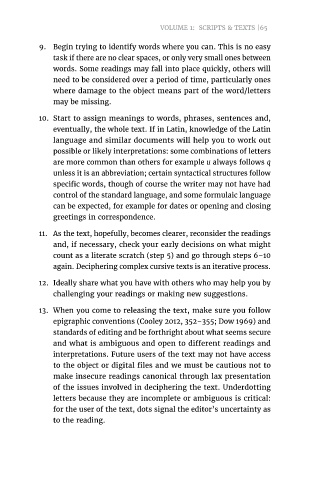 VOLUME 1: SCRIPTS & TEXTS |65
9. Begin trying to identify words where you can. This is no easy
task if there are no clear spaces, or only very small ones between
words. Some readings may fall into place quickly, others will
need to be considered over a period of time, particularly ones
where damage to the object means part of the word/letters
may be missing.
10. Start to assign meanings to words, phrases, sentences and,
eventually, the whole text. If in Latin, knowledge of the Latin
language and similar documents will help you to work out
possible or likely interpretations: some combinations of letters
are more common than others for example u always follows q
unless it is an abbreviation; certain syntactical structures follow
specific words, though of course the writer may not have had
control of the standard language, and some formulaic language
can be expected, for example for dates or opening and closing
greetings in correspondence.
11. As the text, hopefully, becomes clearer, reconsider the readings
and, if necessary, check your early decisions on what might
count as a literate scratch (step 5) and go through steps 6–10
again. Deciphering complex cursive texts is an iterative process.
12. Ideally share what you have with others who may help you by
challenging your readings or making new suggestions.
13. When you come to releasing the text, make sure you follow
epigraphic conventions (Cooley 2012, 352–355; Dow 1969) and
standards of editing and be forthright about what seems secure
and what is ambiguous and open to different readings and
interpretations. Future users of the text may not have access
to the object or digital files and we must be cautious not to
make insecure readings canonical through lax presentation
of the issues involved in deciphering the text. Underdotting
letters because they are incomplete or ambiguous is critical:
for the user of the text, dots signal the editor's uncertainty as
to the reading.